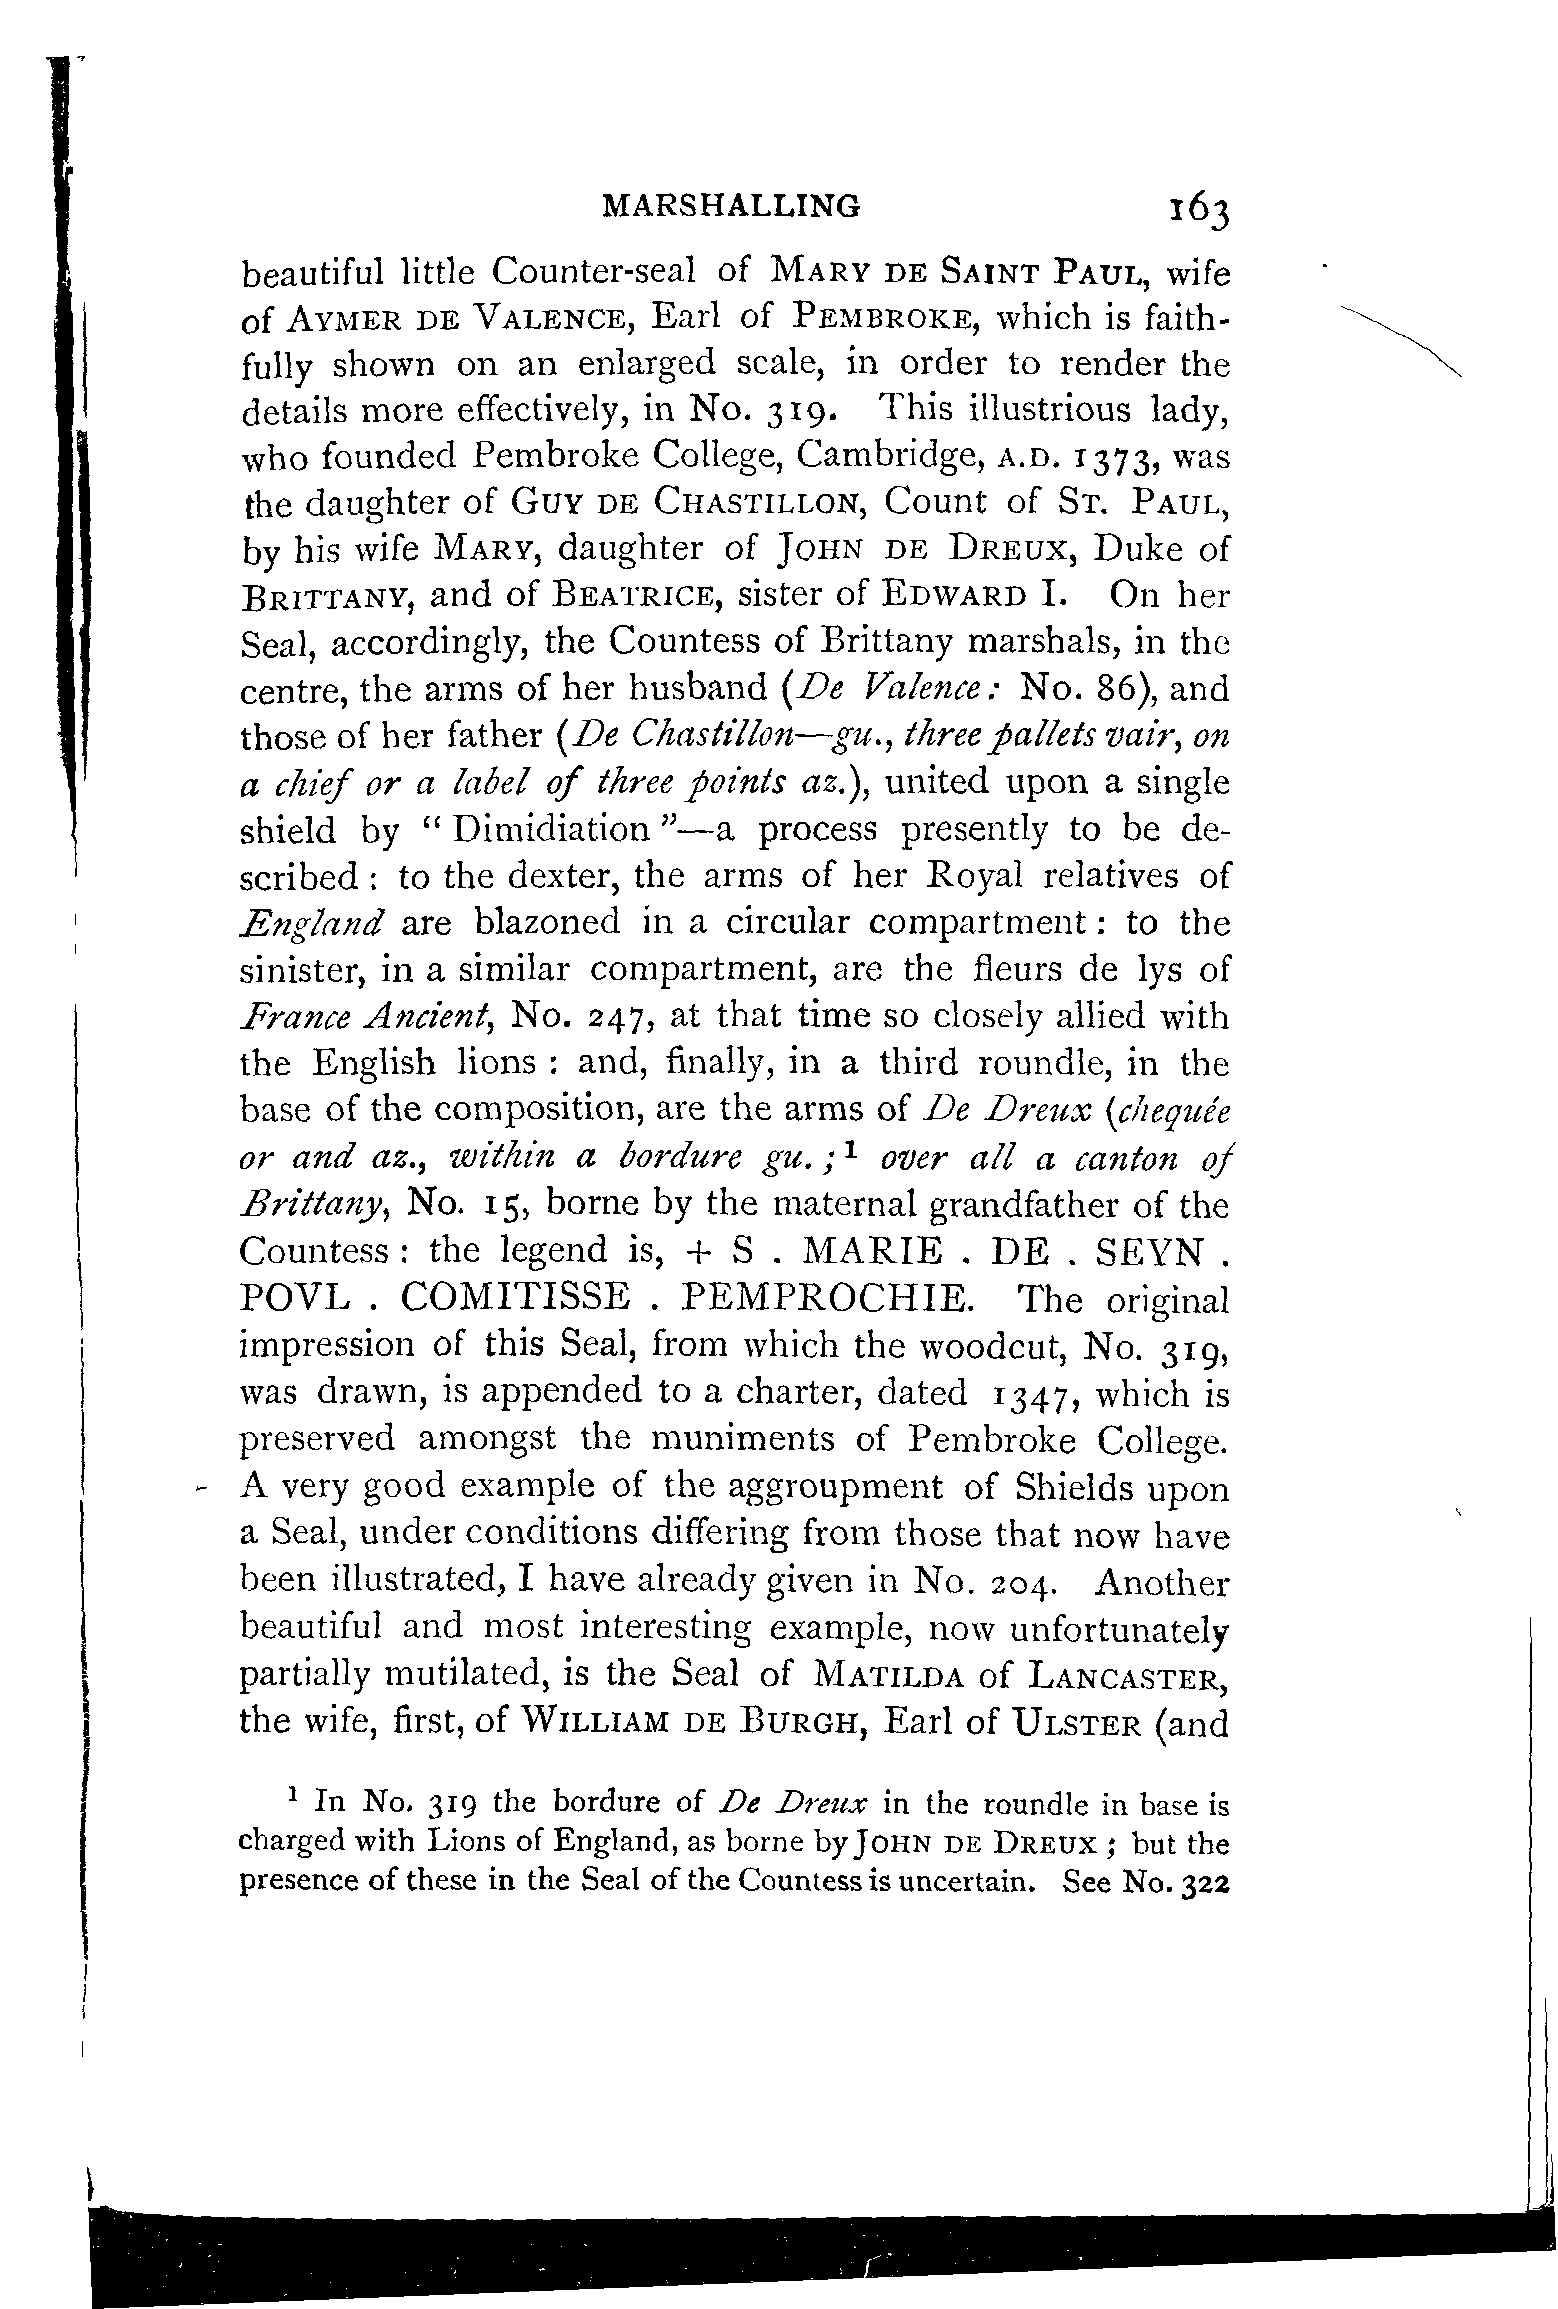 MARSHALLING 163
beautiful little Counter-seal of MARY DE SAINT PAUL, wife
of AYMER DE VALENCE, Earl of PEMBROKE, which is faith-
fully shown on an enlarged scale, in order to render the
details more effectively, in No. 319. This illustrious lady,
who founded Pembroke College, Cambridge, A.D. 1373, was
the daughter of GUY DE CHASTILLON, Count of ST. PAUL,
by his wife MARY, daughter of JOHN DE DREUX, Duke of
BRITTANY, and of BEATRICE, sister of EDWARD I. On her
Seal, accordingly, the Countess of Brittany marshals, in the
centre, the arms of her husband (De Valence: No. 86), and
those of her father (De Chastillon—gu., three pallets vair, on
a chief or a label of three points az.), united upon a single
shield by “ Dimidiation ”—a process presently to be de-
scribed : to the dexter, the arms of her Royal relatives of
England are blazoned in a circular compartment : to the
sinister, in a similar compartment, are the fleurs de lys of
France Ancient, No. 247, at that time so closely allied with
the English lions : and, finally, in a third roundle, in the
base of the composition, are the arms of De Dreux (chequée
or and az., within a bordure gu. ;¹ over all a canton of
Brittany, No. 15, borne by the maternal grandfather of the
Countess : the legend is, + S . MARIE . DE . SEYN .
POVL . COMITISSE . PEMPROCHIE. The original
impression of this Seal, from which the woodcut, No. 319,
was drawn, is appended to a charter, dated 1347, which is
preserved amongst the muniments of Pembroke College.
A very good example of the aggroupment of Shields upon
a Seal, under conditions differing from those that now have
been illustrated, I have already given in No. 204. Another
beautiful and most interesting example, now unfortunately
partially mutilated, is the Seal of MATILDA of LANCASTER,
the wife, first, of WILLIAM DE BURGH, Earl of ULSTER (and
¹ In No. 319 the bordure of De Dreux in the roundle in base is
charged with Lions of England, as borne by JOHN DE DREUX ; but the
presence of these in the Seal of the Countess is uncertain. See No. 322